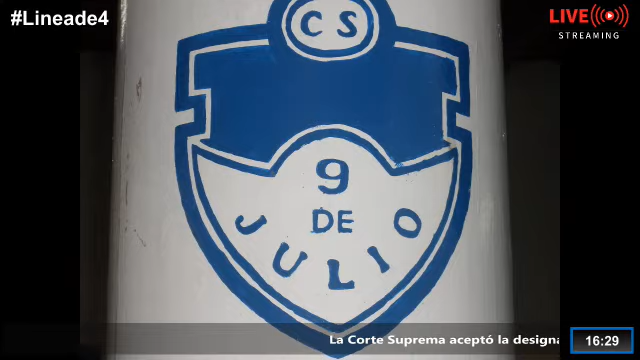 #Lineade4
LIVE
STREAMING
CS
9
DE
JULIO
La Corte Suprema aceptó la designa
16:29